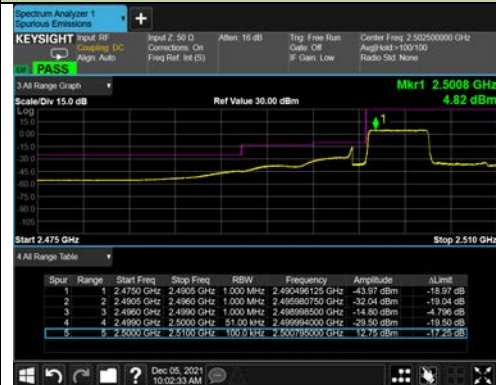 Spectrum Analyzer 1
Spurious Emissions
+
KEYSIGHT Input: RF Input Z: 50 Ω Atten: 16 dB Trig: Free Run Center Freq: 2.502500000 GHz
Coupling: DC Corrections: On Gate: Off Avg|Hold:>100/100
Align: Auto Freq Ref: Int (S) IF Gain: Low Radio Std: None
PASS
3 All Range Graph Mkr1 2.5008 GHz
Scale/Div 15.0 dB Ref Value 30.00 dBm 4.82 dBm
Log
15.0
0.00
-15.0
-30.0
-45.0
-60.0
-75.0
-90.0
-105
1
Start 2.475 GHz Stop 2.510 GHz
4 All Range Table
Spur Range Start Freq Stop Freq RBW Frequency Amplitude ΔLimit
1 1 2.4750 GHz 2.4905 GHz 1.000 MHz 2.490496125 GHz -43.97 dBm -18.97 dB
2 2 2.4905 GHz 2.4960 GHz 1.000 MHz 2.495980750 GHz -32.04 dBm -19.04 dB
3 3 2.4960 GHz 2.4990 GHz 1.000 MHz 2.498998500 GHz -14.80 dBm -4.796 dB
4 4 2.4990 GHz 2.5000 GHz 51.00 kHz 2.499994000 GHz -29.50 dBm -19.50 dB
5 5 2.5000 GHz 2.5100 GHz 100.0 kHz 2.500795000 GHz 12.75 dBm -17.25 dB
? Dec 05, 2021
10:02:33 AM